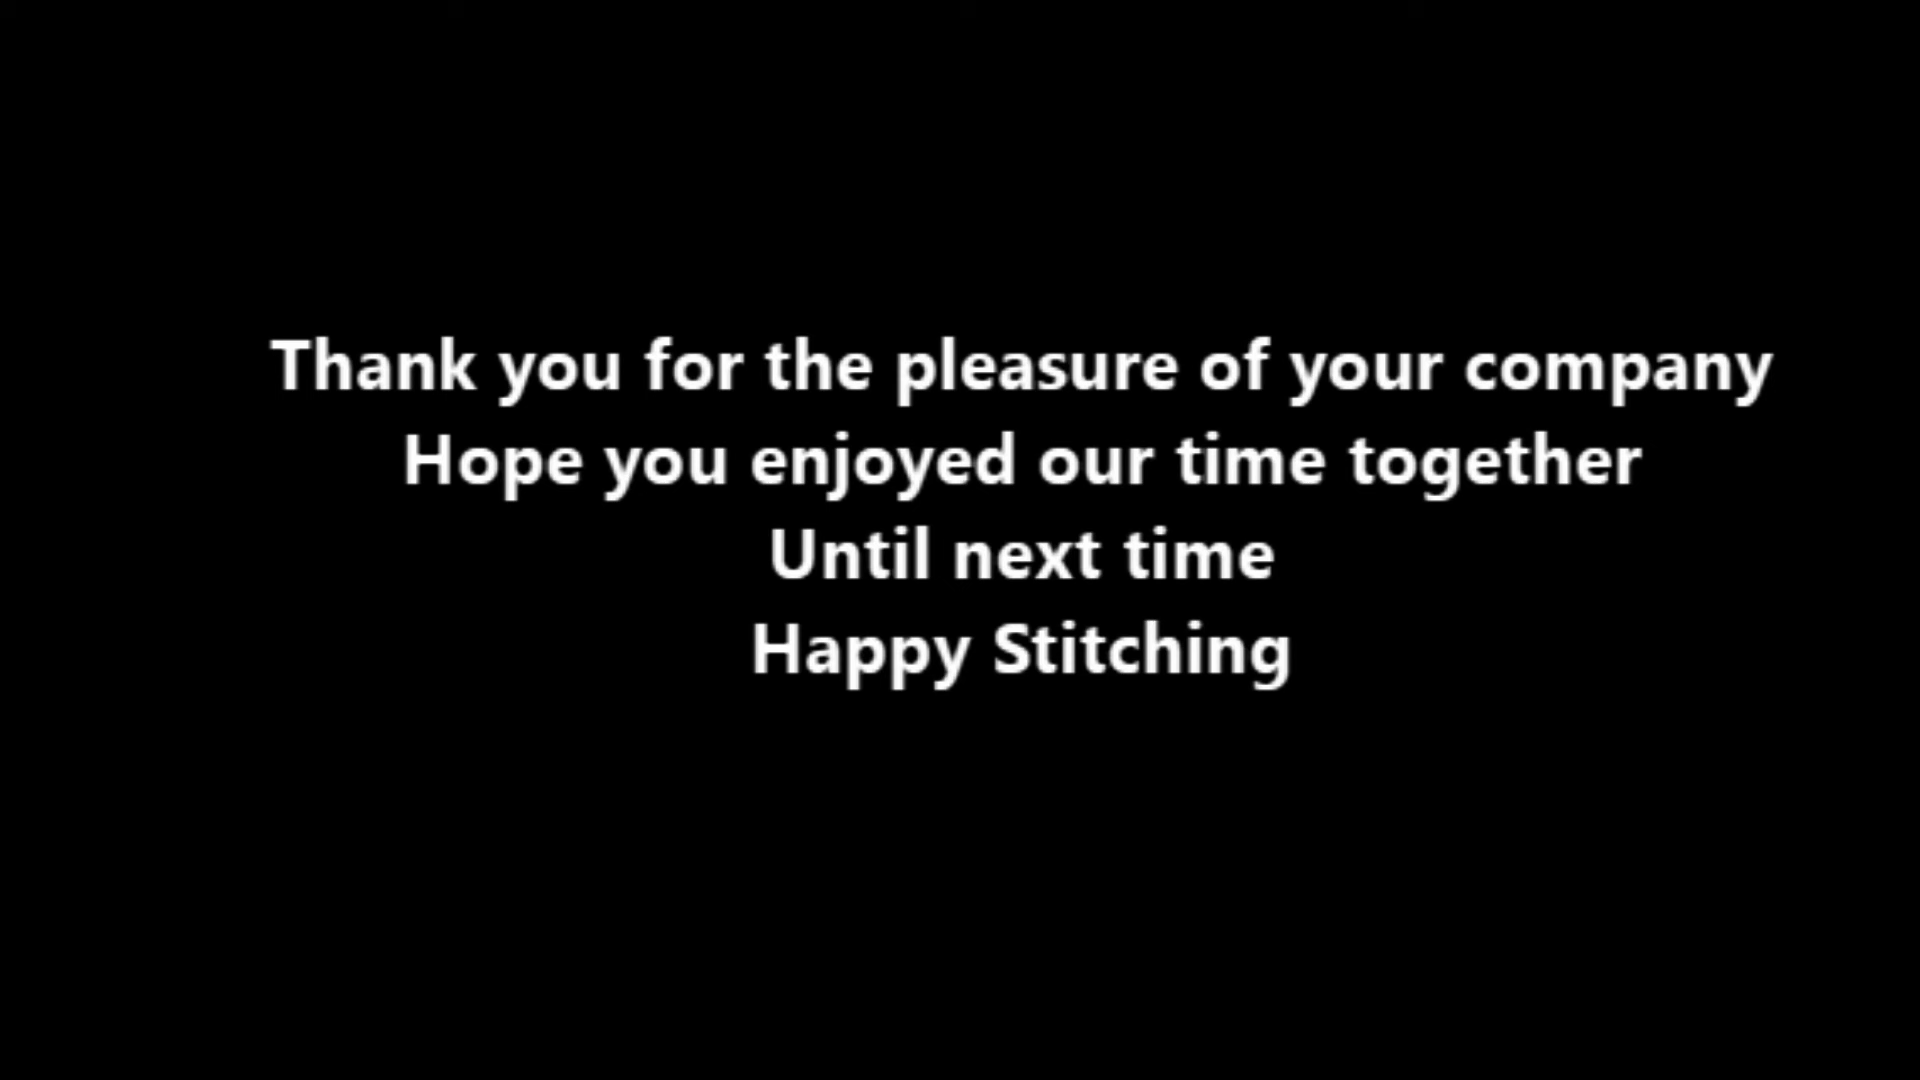 Thank you for the pleasure of your company
Hope you enjoyed our time together
Until next time
Happy Stitching